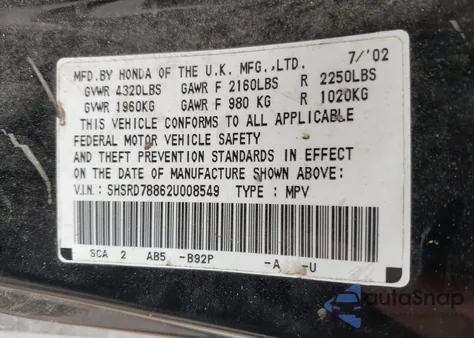 MFD.BY HONDA OF THE U.K. MFG.,LTD. 7/'02
GVWR 4320LBS GAWR F 2160LBS R 2250LBS
GVWR 1960KG GAWR F 980 KG R 1020KG
THIS VEHICLE CONFORMS TO ALL APPLICABLE
FEDERAL MOTOR VEHICLE SAFETY
AND THEFT PREVENTION STANDARDS IN EFFECT
ON THE DATE OF MANUFACTURE SHOWN ABOVE:
V.I.N.: SHSRD78862U008549 TYPE : MPV
SCA 2 AB5 -B92P -A -U
autaSnap